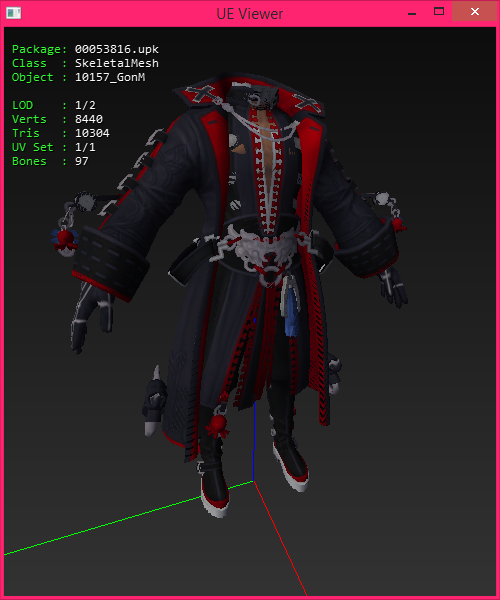 UE Viewer
Package: 00053816.upk
Class : SkeletalMesh
Object : 10157_GonM
LOD : 1/2
Verts : 8440
Tris : 10304
UV Set : 1/1
Bones : 97